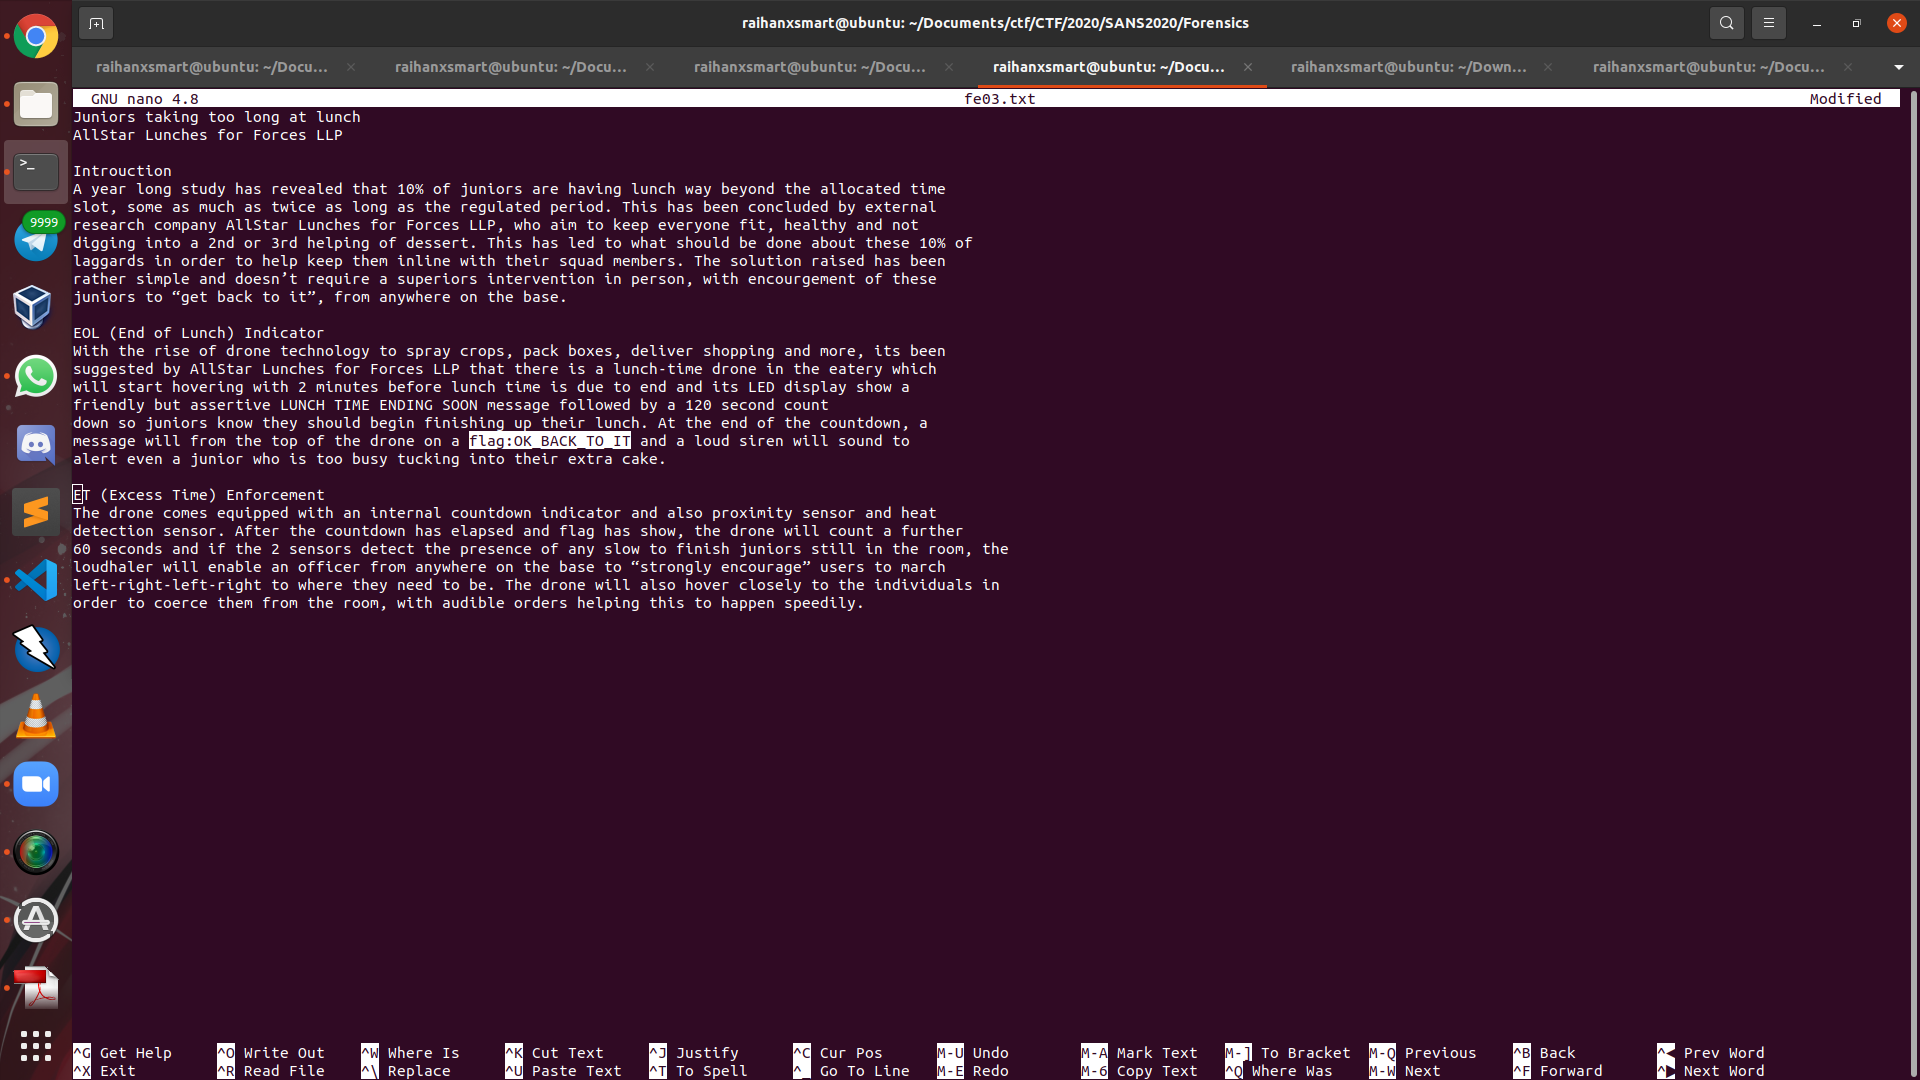 raihanxsmart@ubuntu: ~/Documents/ctf/CTF/2020/SANS2020/Forensics
raihanxsmart@ubuntu: ~/Docu... × raihanxsmart@ubuntu: ~/Docu... × raihanxsmart@ubuntu: ~/Docu... × raihanxsmart@ubuntu: ~/Docu... × raihanxsmart@ubuntu: ~/Down... × raihanxsmart@ubuntu: ~/Docu... ×
GNU nano 4.8 fe03.txt Modified
Juniors taking too long at lunch
AllStar Lunches for Forces LLP
Introuction
A year long study has revealed that 10% of juniors are having lunch way beyond the allocated time
slot, some as much as twice as long as the regulated period. This has been concluded by external
research company AllStar Lunches for Forces LLP, who aim to keep everyone fit, healthy and not
digging into a 2nd or 3rd helping of dessert. This has led to what should be done about these 10% of
laggards in order to help keep them inline with their squad members. The solution raised has been
rather simple and doesn’t require a superiors intervention in person, with encourgement of these
juniors to “get back to it”, from anywhere on the base.
EOL (End of Lunch) Indicator
With the rise of drone technology to spray crops, pack boxes, deliver shopping and more, its been
suggested by AllStar Lunches for Forces LLP that there is a lunch-time drone in the eatery which
will start hovering with 2 minutes before lunch time is due to end and its LED display show a
friendly but assertive LUNCH TIME ENDING SOON message followed by a 120 second count
down so juniors know they should begin finishing up their lunch. At the end of the countdown, a
message will from the top of the drone on a flag:OK_BACK_TO_IT and a loud siren will sound to
alert even a junior who is too busy tucking into their extra cake.
ET (Excess Time) Enforcement
The drone comes equipped with an internal countdown indicator and also proximity sensor and heat
detection sensor. After the countdown has elapsed and flag has show, the drone will count a further
60 seconds and if the 2 sensors detect the presence of any slow to finish juniors still in the room, the
loudhaler will enable an officer from anywhere on the base to “strongly encourage” users to march
left-right-left-right to where they need to be. The drone will also hover closely to the individuals in
order to coerce them from the room, with audible orders helping this to happen speedily.
^G Get Help ^O Write Out ^W Where Is ^K Cut Text ^J Justify ^C Cur Pos M-U Undo M-A Mark Text M-] To Bracket M-Q Previous ^B Back ^◀ Prev Word
^X Exit ^R Read File ^\ Replace ^U Paste Text ^T To Spell ^_ Go To Line M-E Redo M-6 Copy Text ^Q Where Was M-W Next ^F Forward ^▶ Next Word
9999